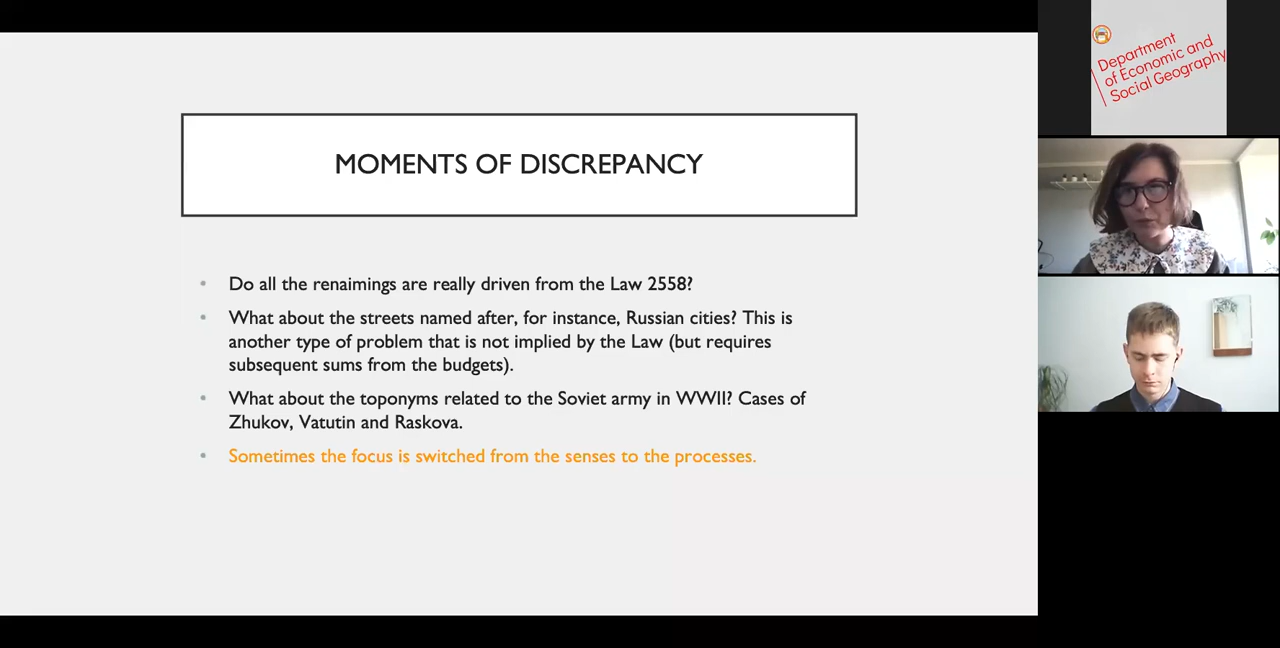 MOMENTS OF DISCREPANCY
• Do all the renaimings are really driven from the Law 2558?
• What about the streets named after, for instance, Russian cities? This is
another type of problem that is not implied by the Law (but requires
subsequent sums from the budgets).
• What about the toponyms related to the Soviet army in WWII? Cases of
Zhukov, Vatutin and Raskova.
• Sometimes the focus is switched from the senses to the processes.
Department
of Economic and
Social Geography